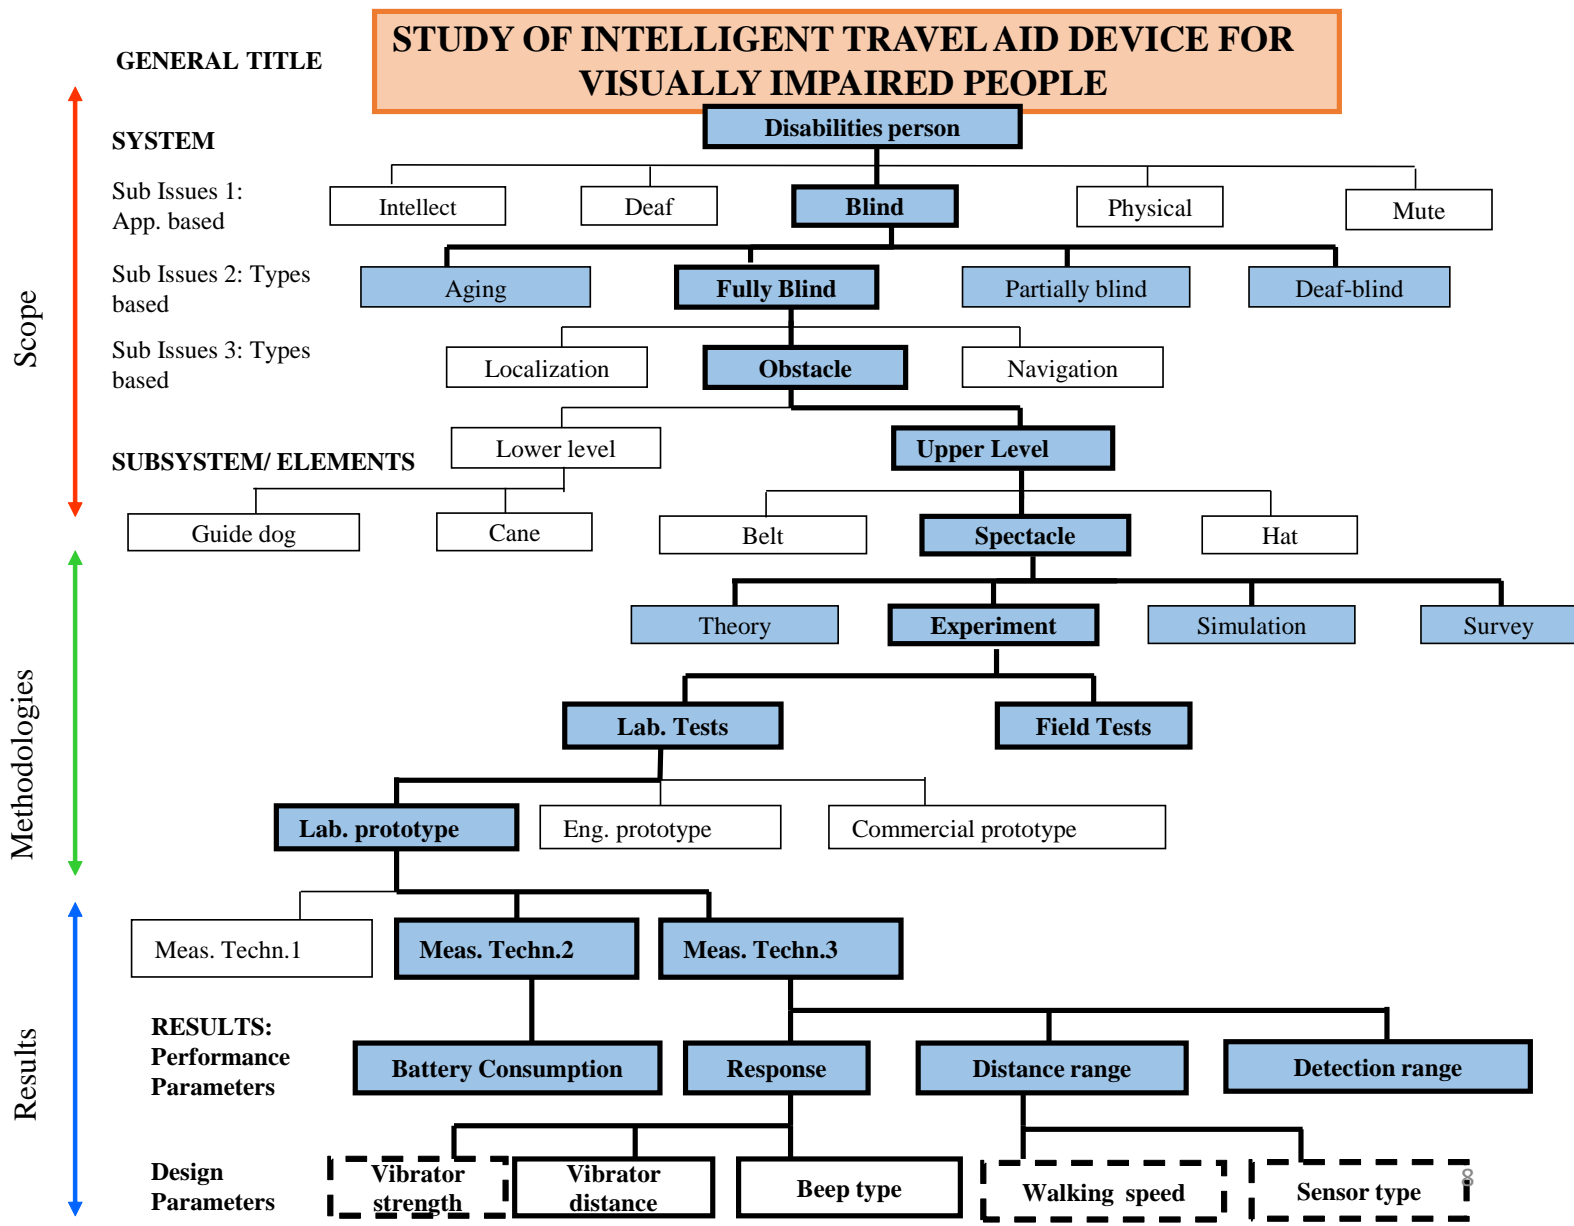 STUDY OF INTELLIGENT TRAVEL AID DEVICE FOR
VISUALLY IMPAIRED PEOPLE
GENERAL TITLE
SYSTEM
Disabilities person
Sub Issues 1:
App. based
Intellect
Deaf
Blind
Physical
Mute
Sub Issues 2: Types
based
Aging
Fully Blind
Partially blind
Deaf-blind
Scope
Sub Issues 3: Types
based
Localization
Obstacle
Navigation
Lower level
Upper Level
SUBSYSTEM/ ELEMENTS
Guide dog
Cane
Belt
Spectacle
Hat
Methodologies
Theory
Experiment
Simulation
Survey
Lab. Tests
Field Tests
Lab. prototype
Eng. prototype
Commercial prototype
Results
Meas. Techn.1
Meas. Techn.2
Meas. Techn.3
RESULTS:
Performance
Parameters
Battery Consumption
Response
Distance range
Detection range
Design
Parameters
Vibrator
strength
Vibrator
distance
Beep type
Walking speed
Sensor type
8